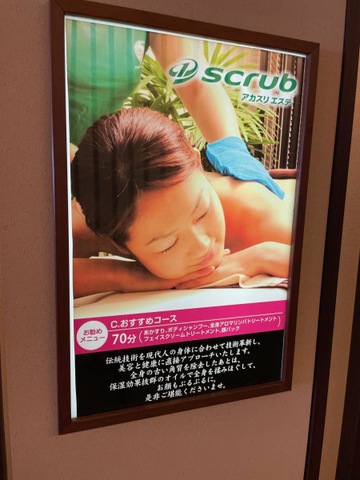 scrub
アカスリ エステ
お勧め
メニュー
C.おすすめコース
70分
あかすり、ボディシャンプー、全身アロマリンパトリートメント
フェイスクリームトリートメント、顔パック
伝統技術を現代人の身体に合わせて技術革新し、
美容と健康に直接アプローチいたします。
全身の古い角質を除去したあとは、
保湿効果抜群のオイルで全身を揉みほぐして、
お顔もぷるぷるに。
是非ご堪能くださいませ。